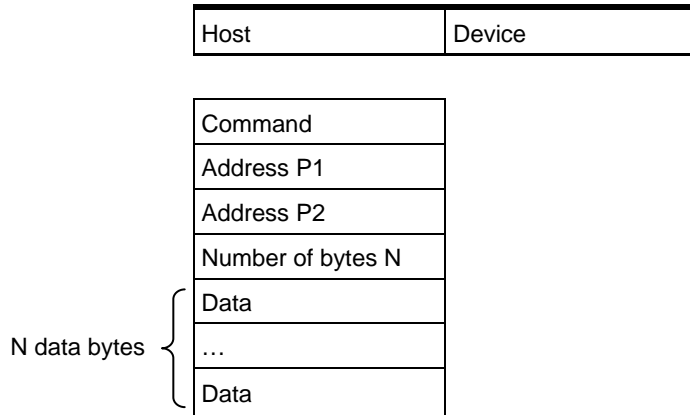 Host Device
Command
Address P1
Address P2
Number of bytes N
Data
N data bytes …
Data